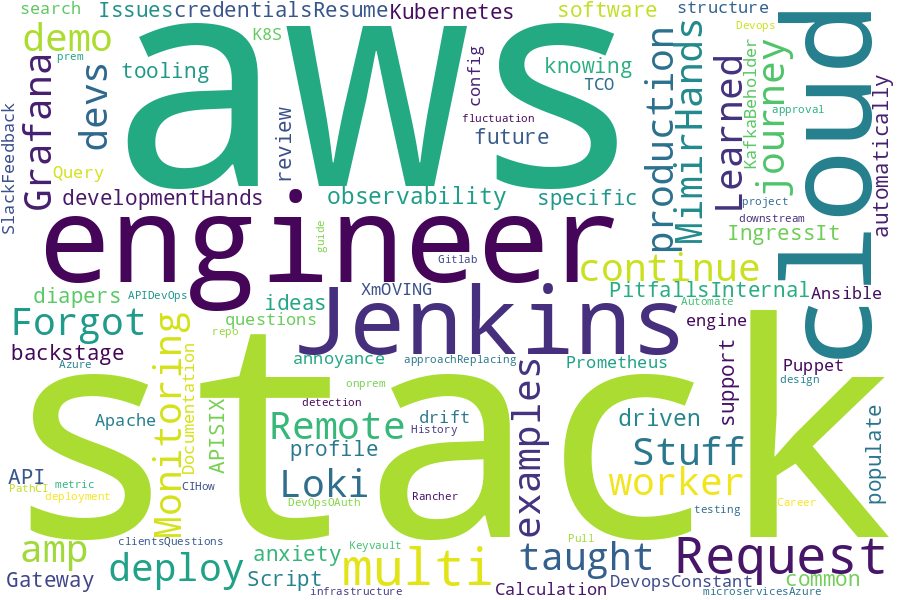 search
Issues
credentials
Resume
Kubernetes
software
structure
demo
K8S
aws
cloud
Devops
prem
tooling
config
knowing
TCO
production
MimirHands
Learned
KafkaBeholder
journey
approval
automatically
Grafana
devs
review
fluctuation
future
SlackFeedback
Query
developmentHands
observability
specific
project
downstream
IngressIt
engineer
guide
Gitlab
continue
diapers
APIDevOps
ideas
XmOVING
PitfallsInternal
Ansible
Automate
Forgot
questions
repo
Jenkins
engine
backstage
Monitoring
annoyance
approachReplacing
Prometheus
support
Puppet
Azure
Documentation
stack
onprem
examples
design
detection
Apache
APISIX
Remote
drift
History
driven
populate
profile
Stuff
API
metric
PathCI
deployment
CIHow
Loki
Rancher
worker
DevOpsOAuth
Career
testing
clientsQuestions
Keyvault
Pull
amp
deploy
anxiety
multi
taught
Request
Gateway
Script
infrastructure
Calculation
DevopsConstant
common
microservicesAzure